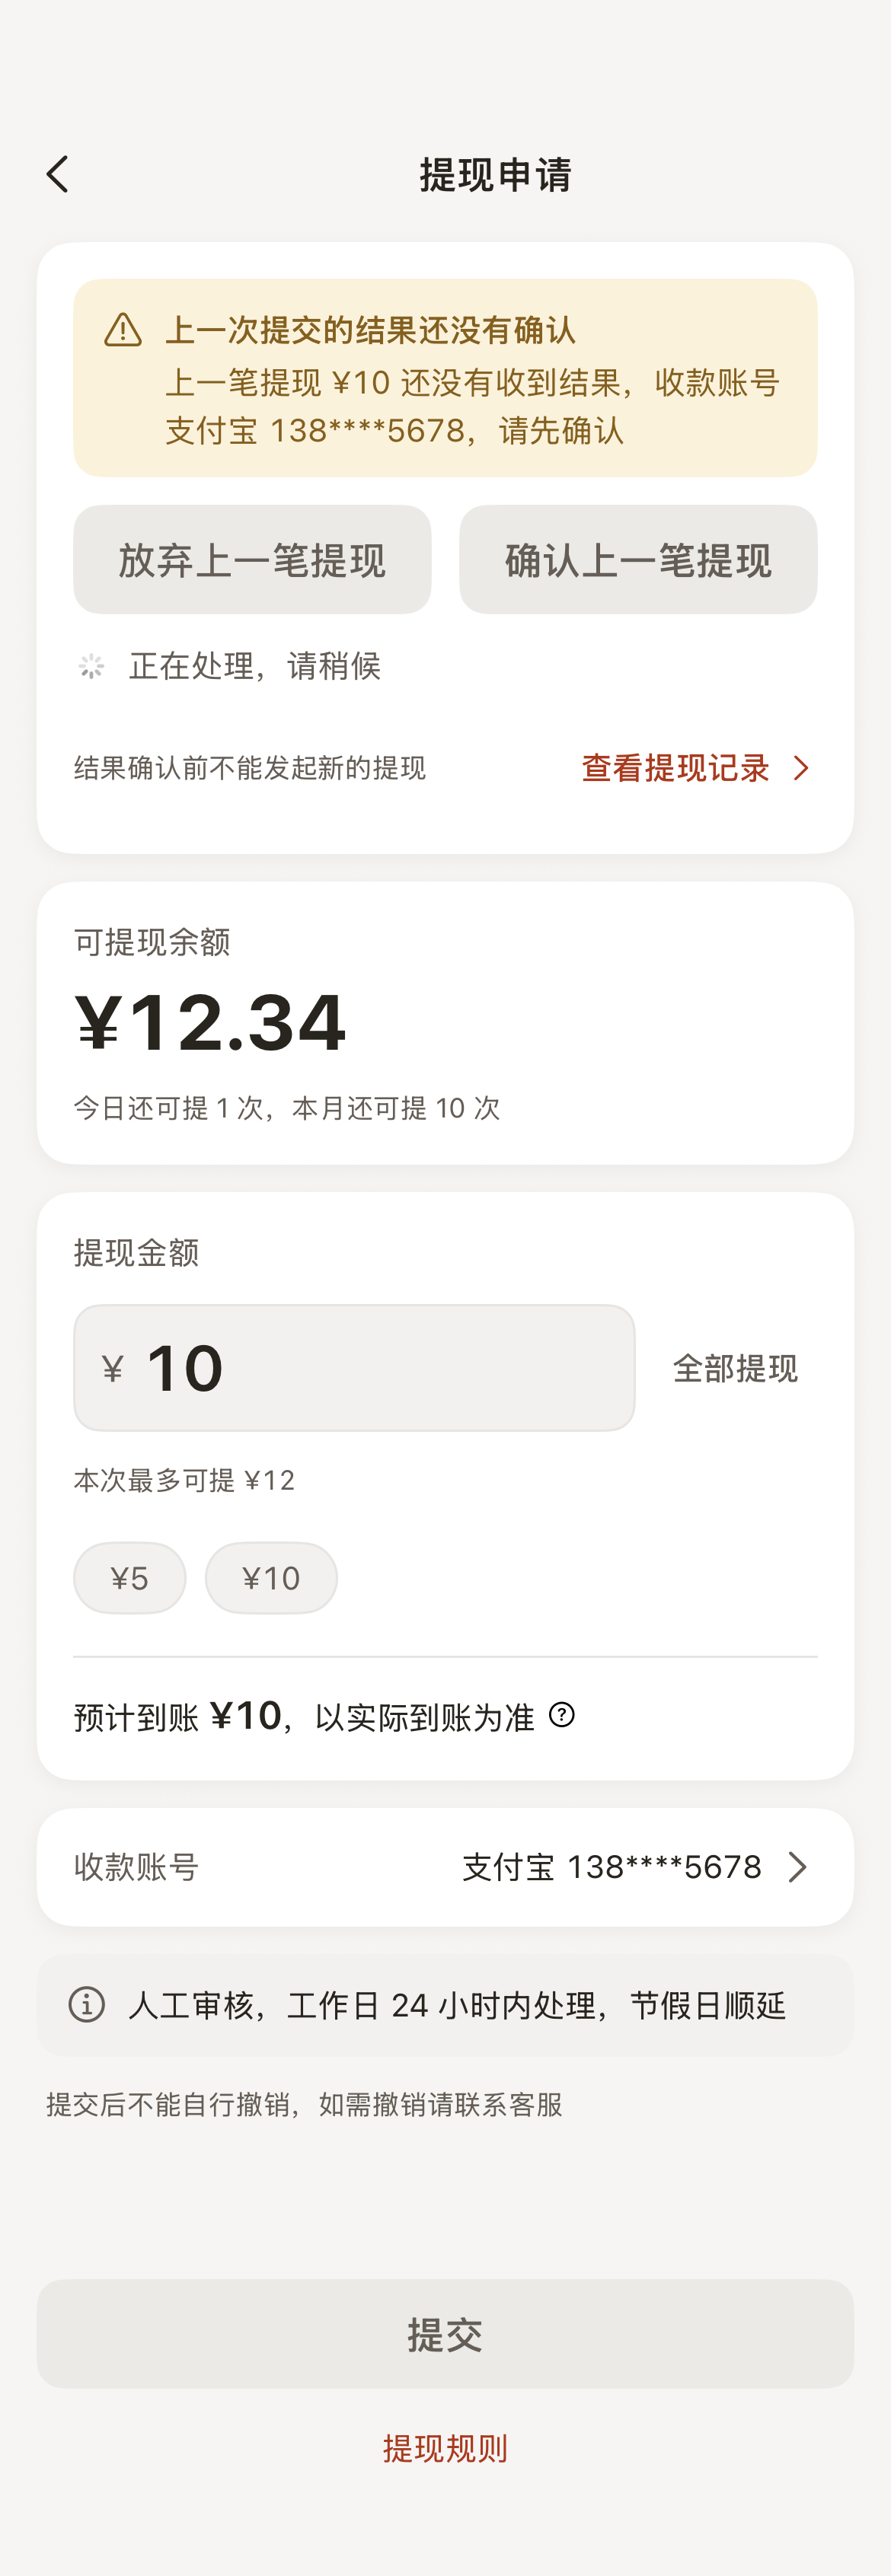 提现申请
上一次提交的结果还没有确认
上一笔提现 ¥10 还没有收到结果，收款账号
支付宝 138****5678，请先确认
放弃上一笔提现
确认上一笔提现
正在处理，请稍候
结果确认前不能发起新的提现
查看提现记录
可提现余额
¥12.34
今日还可提 1 次，本月还可提 10 次
提现金额
¥ 10
全部提现
本次最多可提 ¥12
¥5
¥10
预计到账 ¥10，以实际到账为准
收款账号
支付宝 138****5678
人工审核，工作日 24 小时内处理，节假日顺延
提交后不能自行撤销，如需撤销请联系客服
提交
提现规则